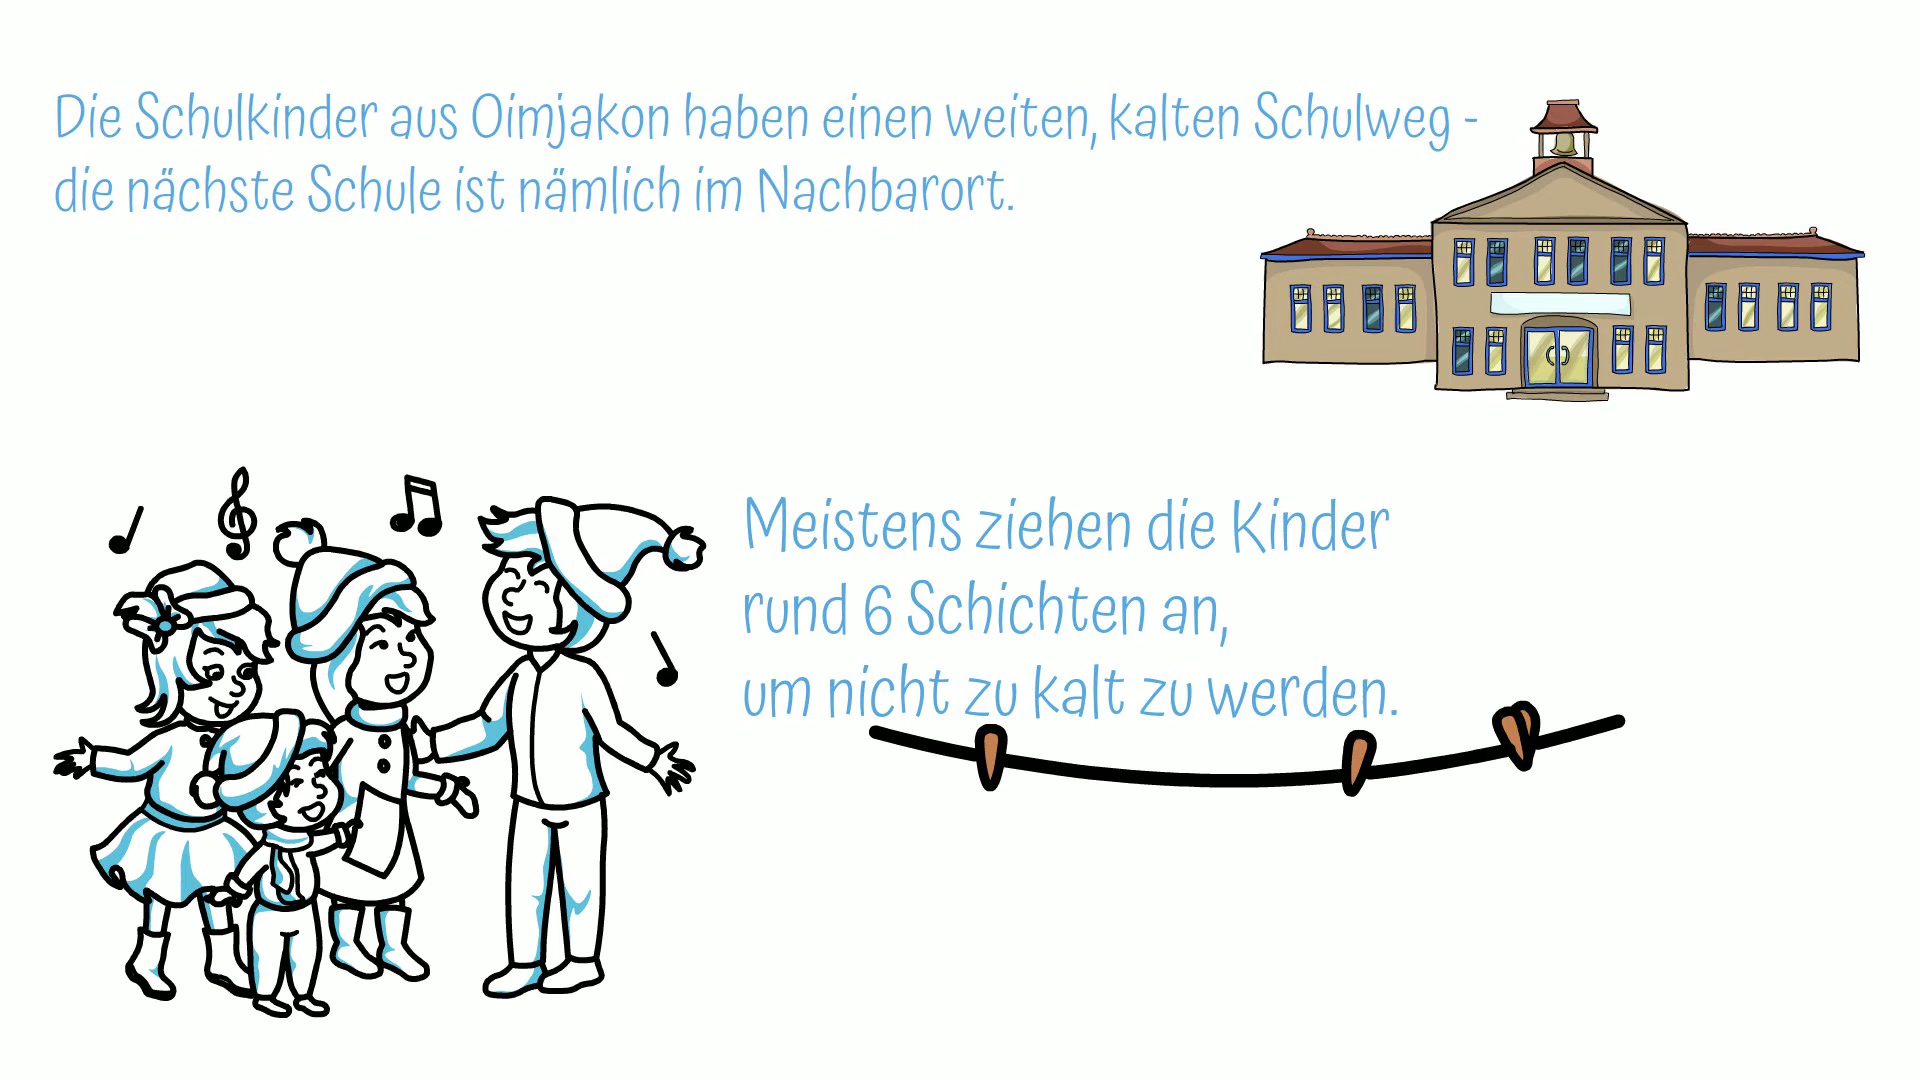 Die Schulkinder aus Oimjakon haben einen weiten, kalten Schulweg -
die nächste Schule ist nämlich im Nachbarort.
Meistens ziehen die Kinder
rund 6 Schichten an,
um nicht zu kalt zu werden.